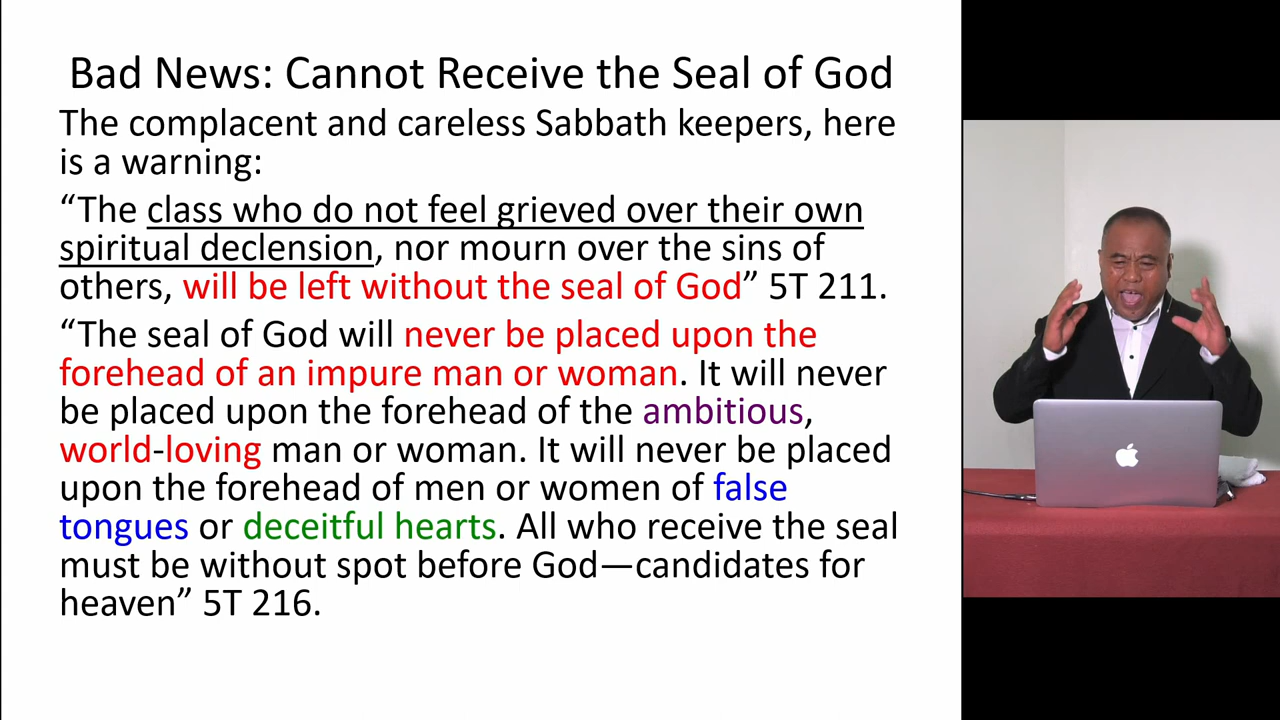 Bad News: Cannot Receive the Seal of God
The complacent and careless Sabbath keepers, here
is a warning:
“The class who do not feel grieved over their own
spiritual declension, nor mourn over the sins of
others, will be left without the seal of God” 5T 211.
“The seal of God will never be placed upon the
forehead of an impure man or woman. It will never
be placed upon the forehead of the ambitious,
world-loving man or woman. It will never be placed
upon the forehead of men or women of false
tongues or deceitful hearts. All who receive the seal
must be without spot before God—candidates for
heaven” 5T 216.